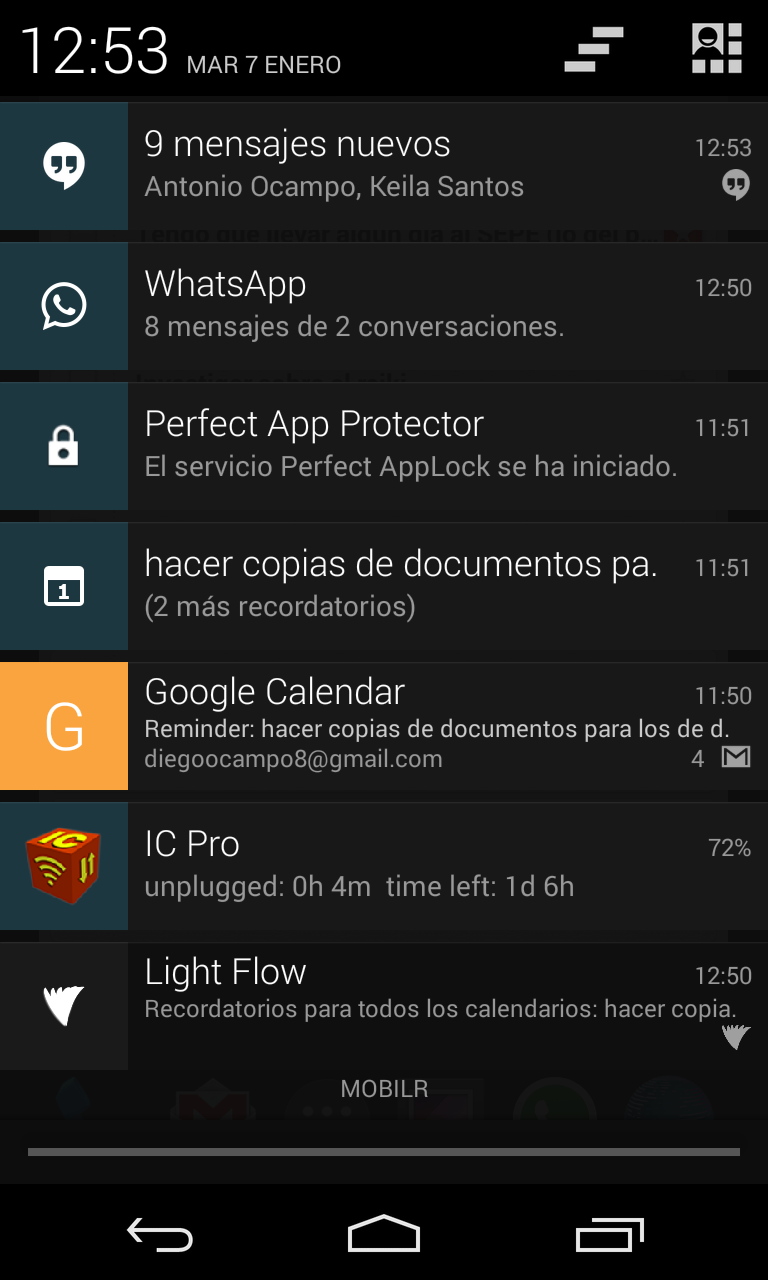 12:53 MAR 7 ENERO
9 mensajes nuevos 12:53
Antonio Ocampo, Keila Santos
WhatsApp 12:50
8 mensajes de 2 conversaciones.
Perfect App Protector 11:51
El servicio Perfect AppLock se ha iniciado.
1
hacer copias de documentos pa. 11:51
(2 más recordatorios)
G
Google Calendar 11:50
Reminder: hacer copias de documentos para los de d.
diegoocampo8@gmail.com 4
IC
IC Pro 72%
unplugged: 0h 4m time left: 1d 6h
Light Flow 12:50
Recordatorios para todos los calendarios: hacer copia.
MOBILR